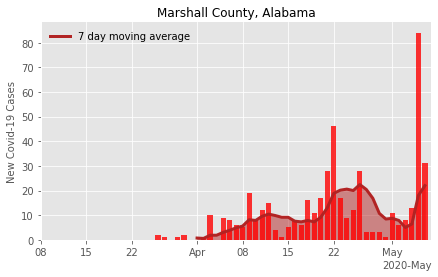 Marshall County, Alabama
7 day moving average
New Covid-19 Cases
80
70
60
50
40
30
20
10
0
08 15 22 Apr 08 15 22 May
2020-May